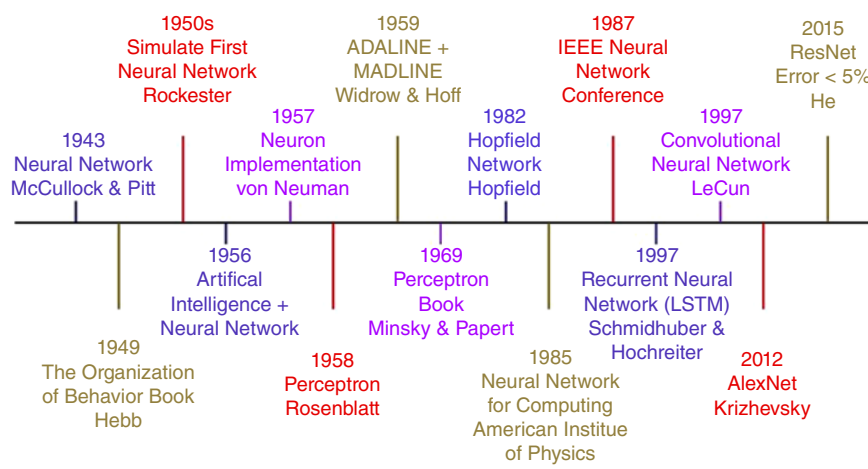 1943
Neural Network
McCullock & Pitt
1949
The Organization
of Behavior Book
Hebb
1950s
Simulate First
Neural Network
Rockester
1956
Artifical
Intelligence +
Neural Network
1957
Neuron
Implementation
von Neuman
1958
Perceptron
Rosenblatt
1959
ADALINE +
MADLINE
Widrow & Hoff
1969
Perceptron
Book
Minsky & Papert
1982
Hopfield
Network
Hopfield
1985
Neural Network
for Computing
American Institue
of Physics
1987
IEEE Neural
Network
Conference
1997
Recurrent Neural
Network (LSTM)
Schmidhuber &
Hochreiter
1997
Convolutional
Neural Network
LeCun
2012
AlexNet
Krizhevsky
2015
ResNet
Error < 5%
He